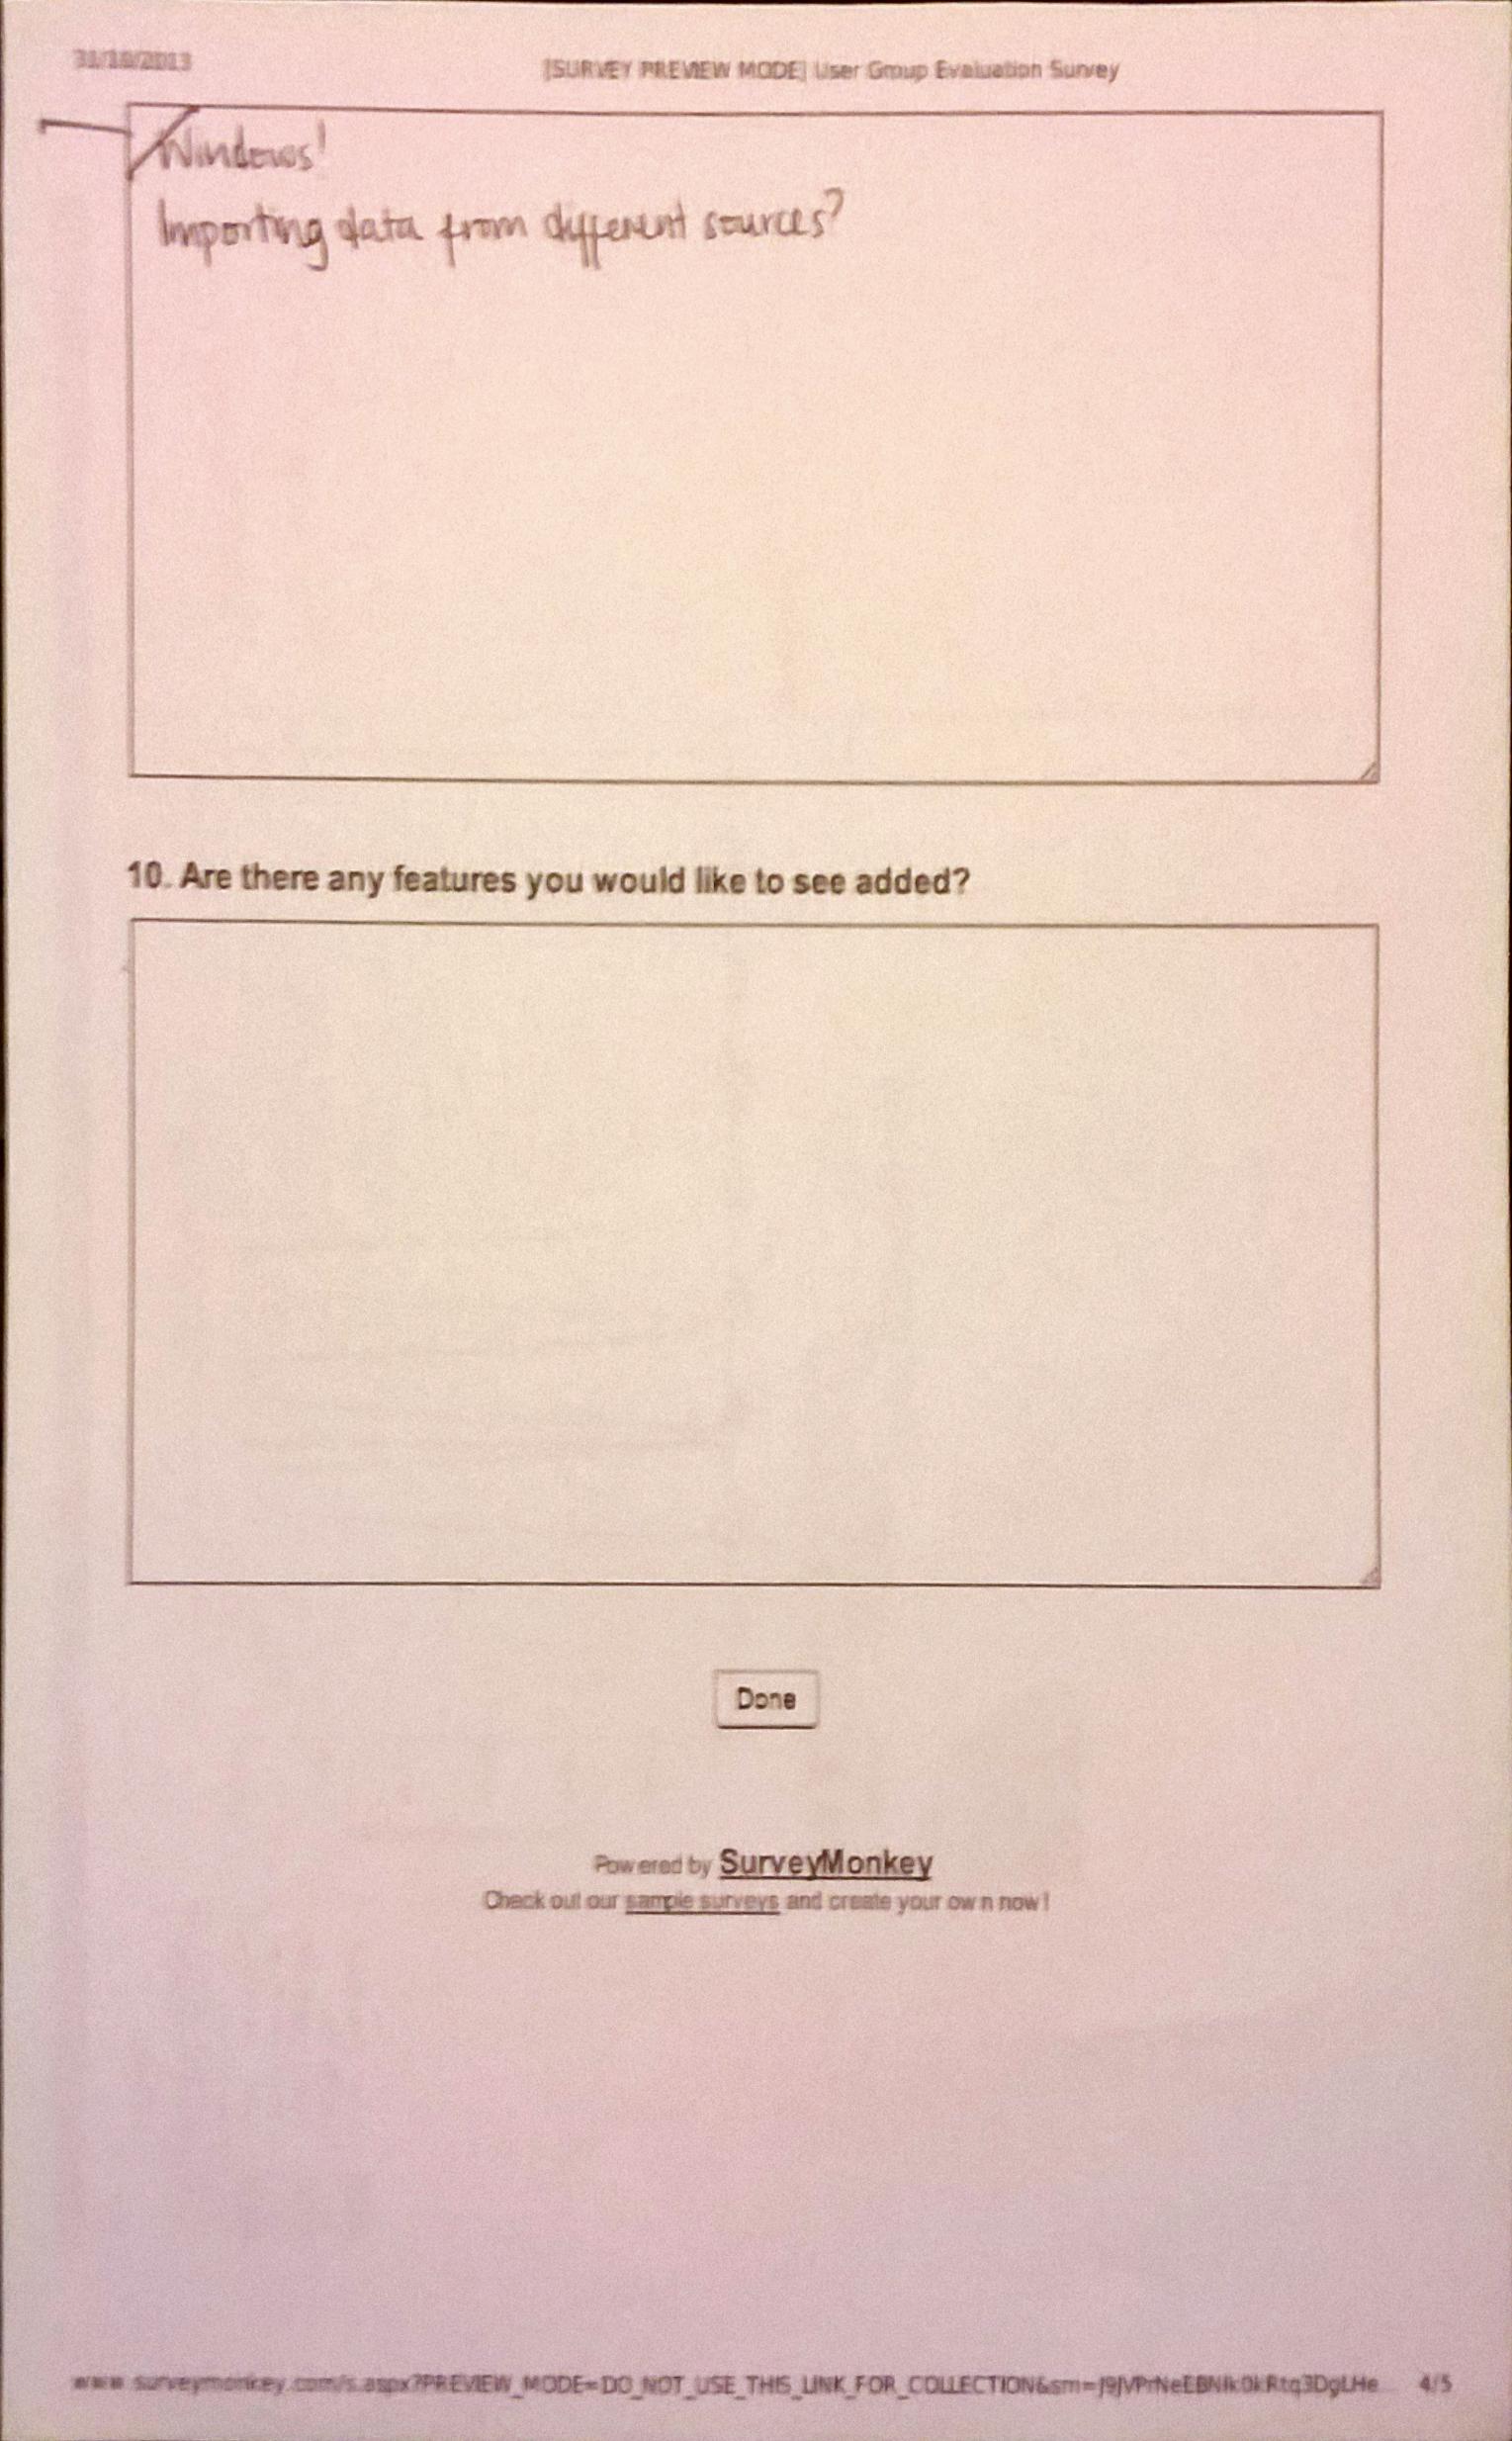 31/10/2013
[SURVEY PREVIEW MODE] User Group Evaluation Survey
Windows!
Importing data from different sources?
10. Are there any features you would like to see added?
Done
Powered by SurveyMonkey
Check out our sample surveys and create your own now!
www.surveymonkey.com/s.aspx?PREVIEW_MODE=DO_NOT_USE_THIS_LINK_FOR_COLLECTION&sm=
4/5